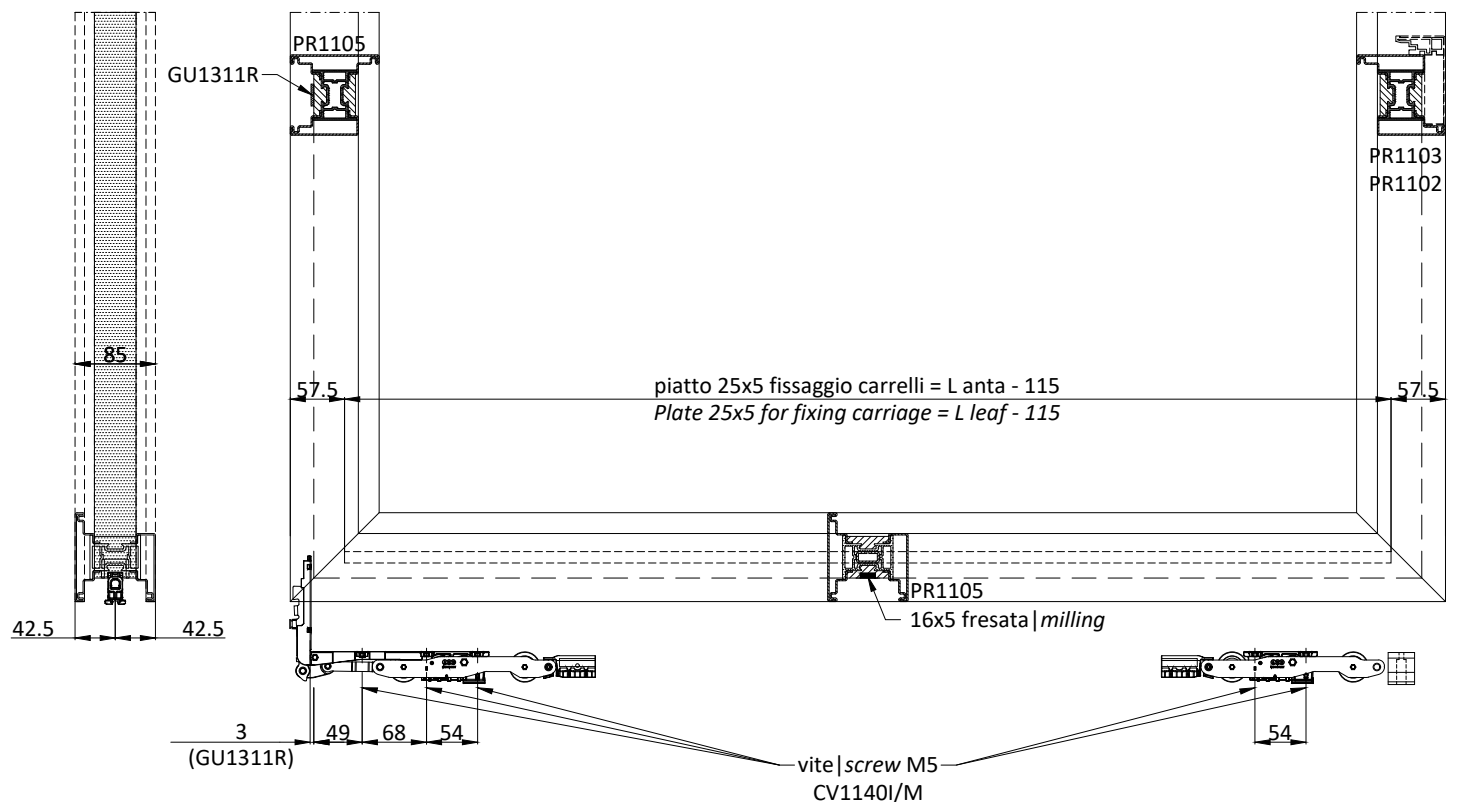 PR1105
GU1311R
PR1103
PR1102
85
57.5
piatto 25x5 fissaggio carrelli = L anta - 115
Plate 25x5 for fixing carriage = L leaf - 115
57.5
PR1105
16x5 fresata|milling
42.5
42.5
3
(GU1311R)
49
68
54
54
vite|screw M5
CV1140I/M